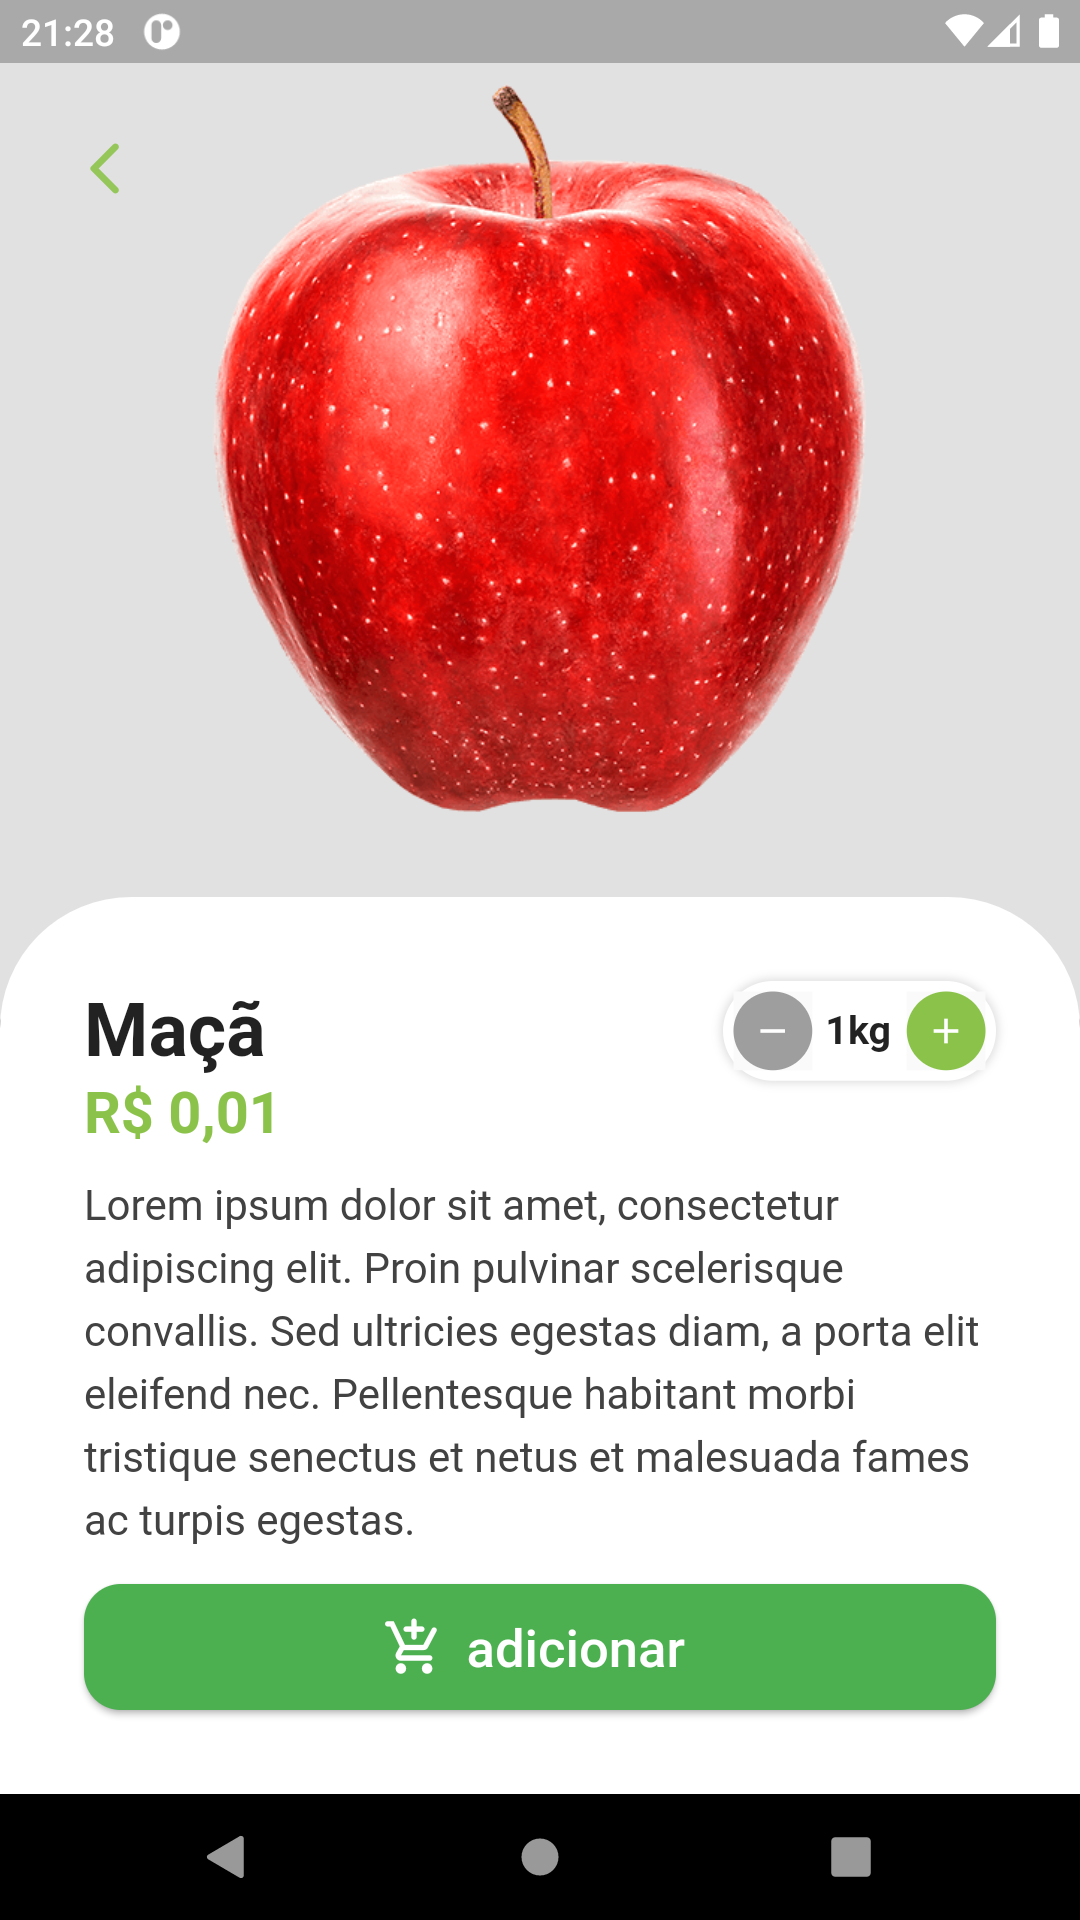 21:28
Maçã
1kg
R$ 0,01
Lorem ipsum dolor sit amet, consectetur
adipiscing elit. Proin pulvinar scelerisque
convallis. Sed ultricies egestas diam, a porta elit
eleifend nec. Pellentesque habitant morbi
tristique senectus et netus et malesuada fames
ac turpis egestas.
adicionar